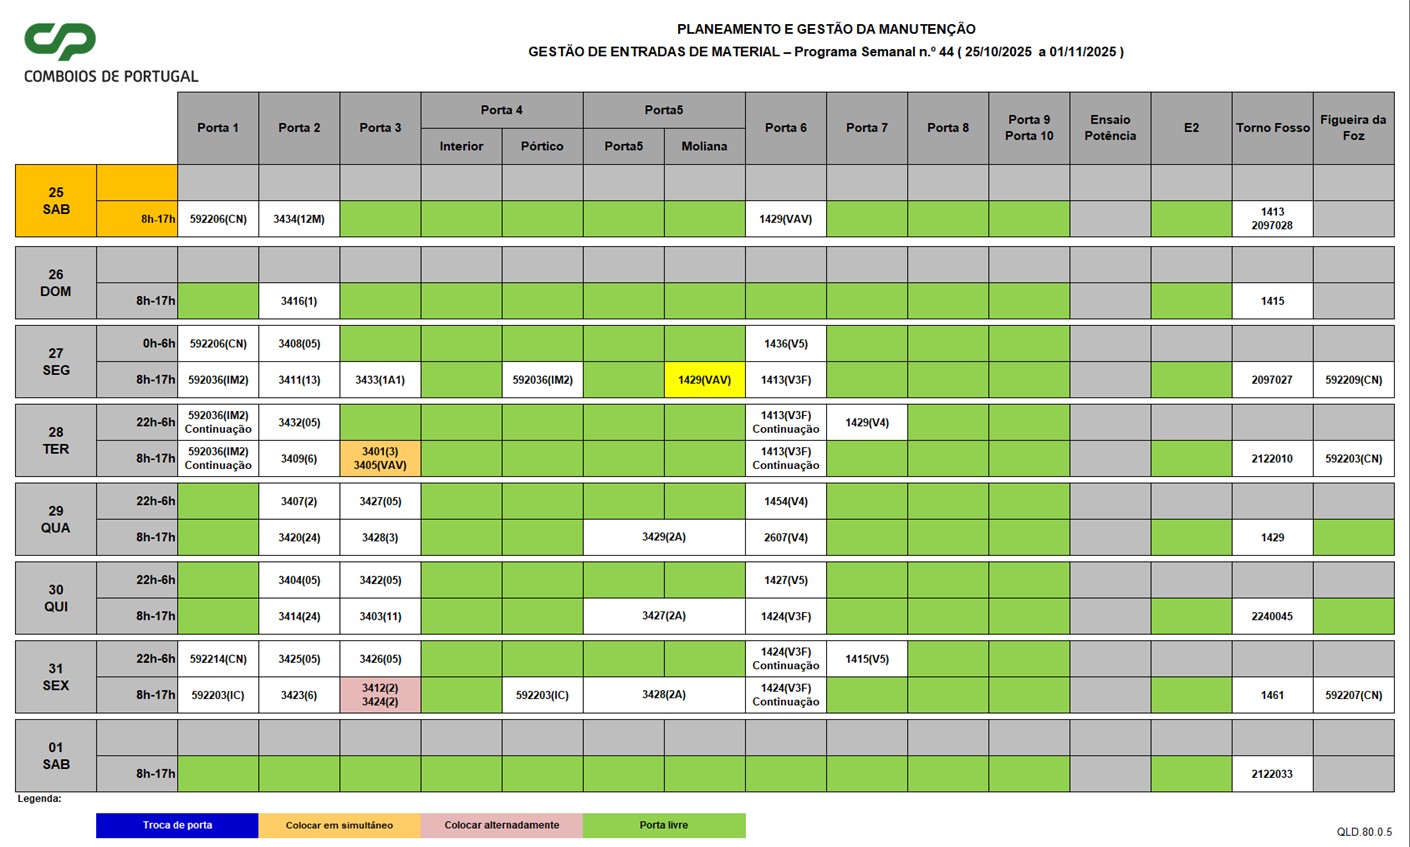 PLANEAMENTO E GESTÃO DA MANUTENÇÃO
GESTÃO DE ENTRADAS DE MATERIAL – Programa Semanal n.º 44 ( 25/10/2025 a 01/11/2025 )
CP
COMBOIOS DE PORTUGAL
Porta 1 Porta 2 Porta 3 Porta 4 Porta5 Porta 6 Porta 7 Porta 8 Porta 9 Porta 10 Ensaio Potência E2 Torno Fosso Figueira da Foz
Interior Pórtico Porta5 Moliana
25 SAB
8h-17h 592206(CN) 3434(12M) 1429(VAV) 1413 2097028
26 DOM
8h-17h 3416(1) 1415
27 SEG
0h-6h 592206(CN) 3408(05) 1436(V5)
8h-17h 592036(IM2) 3411(13) 3433(1A1) 592036(IM2) 1429(VAV) 1413(V3F) 2097027 592209(CN)
28 TER
22h-6h 592036(IM2) Continuação 3432(05) 1413(V3F) Continuação 1429(V4)
8h-17h 592036(IM2) Continuação 3409(6) 3401(3) 3405(VAV) 1413(V3F) Continuação 2122010 592203(CN)
29 QUA
22h-6h 3407(2) 3427(05) 1454(V4)
8h-17h 3420(24) 3428(3) 3429(2A) 2607(V4) 1429
30 QUI
22h-6h 3404(05) 3422(05) 1427(V5)
8h-17h 3414(24) 3403(11) 3427(2A) 1424(V3F) 2240045
31 SEX
22h-6h 592214(CN) 3425(05) 3426(05) 1424(V3F) Continuação 1415(V5)
8h-17h 592203(IC) 3423(6) 3412(2) 3424(2) 592203(IC) 3428(2A) 1424(V3F) Continuação 1461 592207(CN)
01 SAB
8h-17h 2122033
Legenda:
Troca de porta Colocar em simultáneo Colocar alternadamente Porta livre
QLD.80.0.5